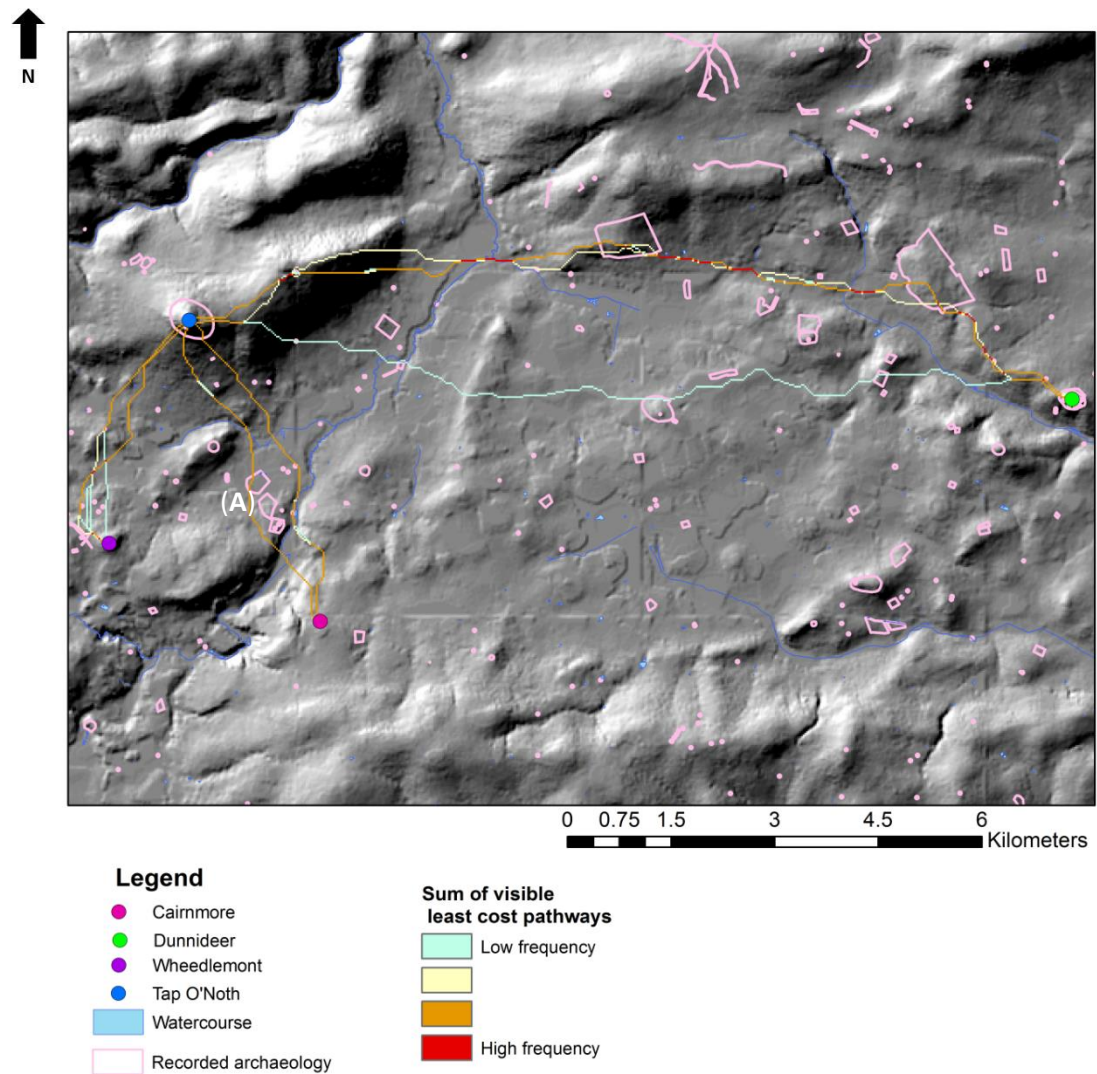 N
(A)
0 0.75 1.5 3 4.5 6
Kilometers
Legend
Cairnmore
Dunnideer
Wheedlemont
Tap O'Noth
Watercourse
Recorded archaeology
Sum of visible
least cost pathways
Low frequency
High frequency